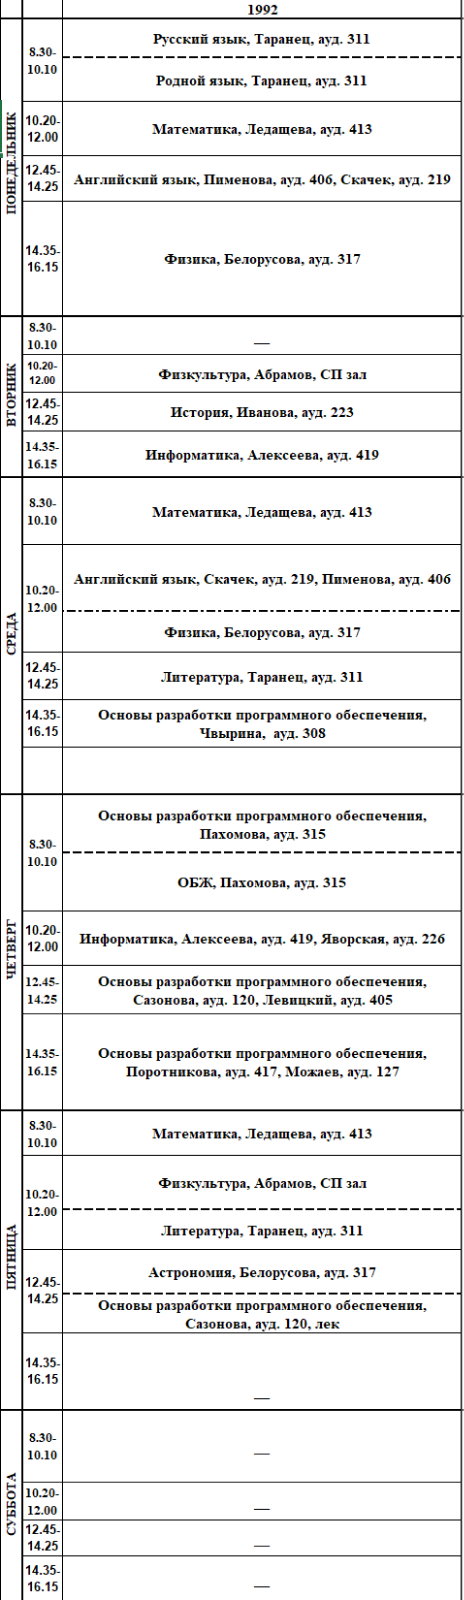 1992
ПОНЕДЕЛЬНИК
8.30-
10.10
Русский язык, Таранец, ауд. 311
Родной язык, Таранец, ауд. 311
10.20-
12.00
Математика, Ледащева, ауд. 413
12.45-
14.25
Английский язык, Пименова, ауд. 406, Скачек, ауд. 219
14.35-
16.15
Физика, Белорусова, ауд. 317
ВТОРНИК
8.30-
10.10
—
10.20-
12.00
Физкультура, Абрамов, СП зал
12.45-
14.25
История, Иванова, ауд. 223
14.35-
16.15
Информатика, Алексеева, ауд. 419
СРЕДА
8.30-
10.10
Математика, Ледащева, ауд. 413
10.20-
12.00
Английский язык, Скачек, ауд. 219, Пименова, ауд. 406
Физика, Белорусова, ауд. 317
12.45-
14.25
Литература, Таранец, ауд. 311
14.35-
16.15
Основы разработки программного обеспечения,
Чвырина, ауд. 308
ЧЕТВЕРГ
8.30-
10.10
Основы разработки программного обеспечения,
Пахомова, ауд. 315
ОБЖ, Пахомова, ауд. 315
10.20-
12.00
Информатика, Алексеева, ауд. 419, Яворская, ауд. 226
12.45-
14.25
Основы разработки программного обеспечения,
Сазонова, ауд. 120, Левицкий, ауд. 405
14.35-
16.15
Основы разработки программного обеспечения,
Поротникова, ауд. 417, Можаев, ауд. 127
ПЯТНИЦА
8.30-
10.10
Математика, Ледащева, ауд. 413
10.20-
12.00
Физкультура, Абрамов, СП зал
Литература, Таранец, ауд. 311
12.45-
14.25
Астрономия, Белорусова, ауд. 317
Основы разработки программного обеспечения,
Сазонова, ауд. 120, лек
14.35-
16.15
—
СУББОТА
8.30-
10.10
—
10.20-
12.00
—
12.45-
14.25
—
14.35-
16.15
—